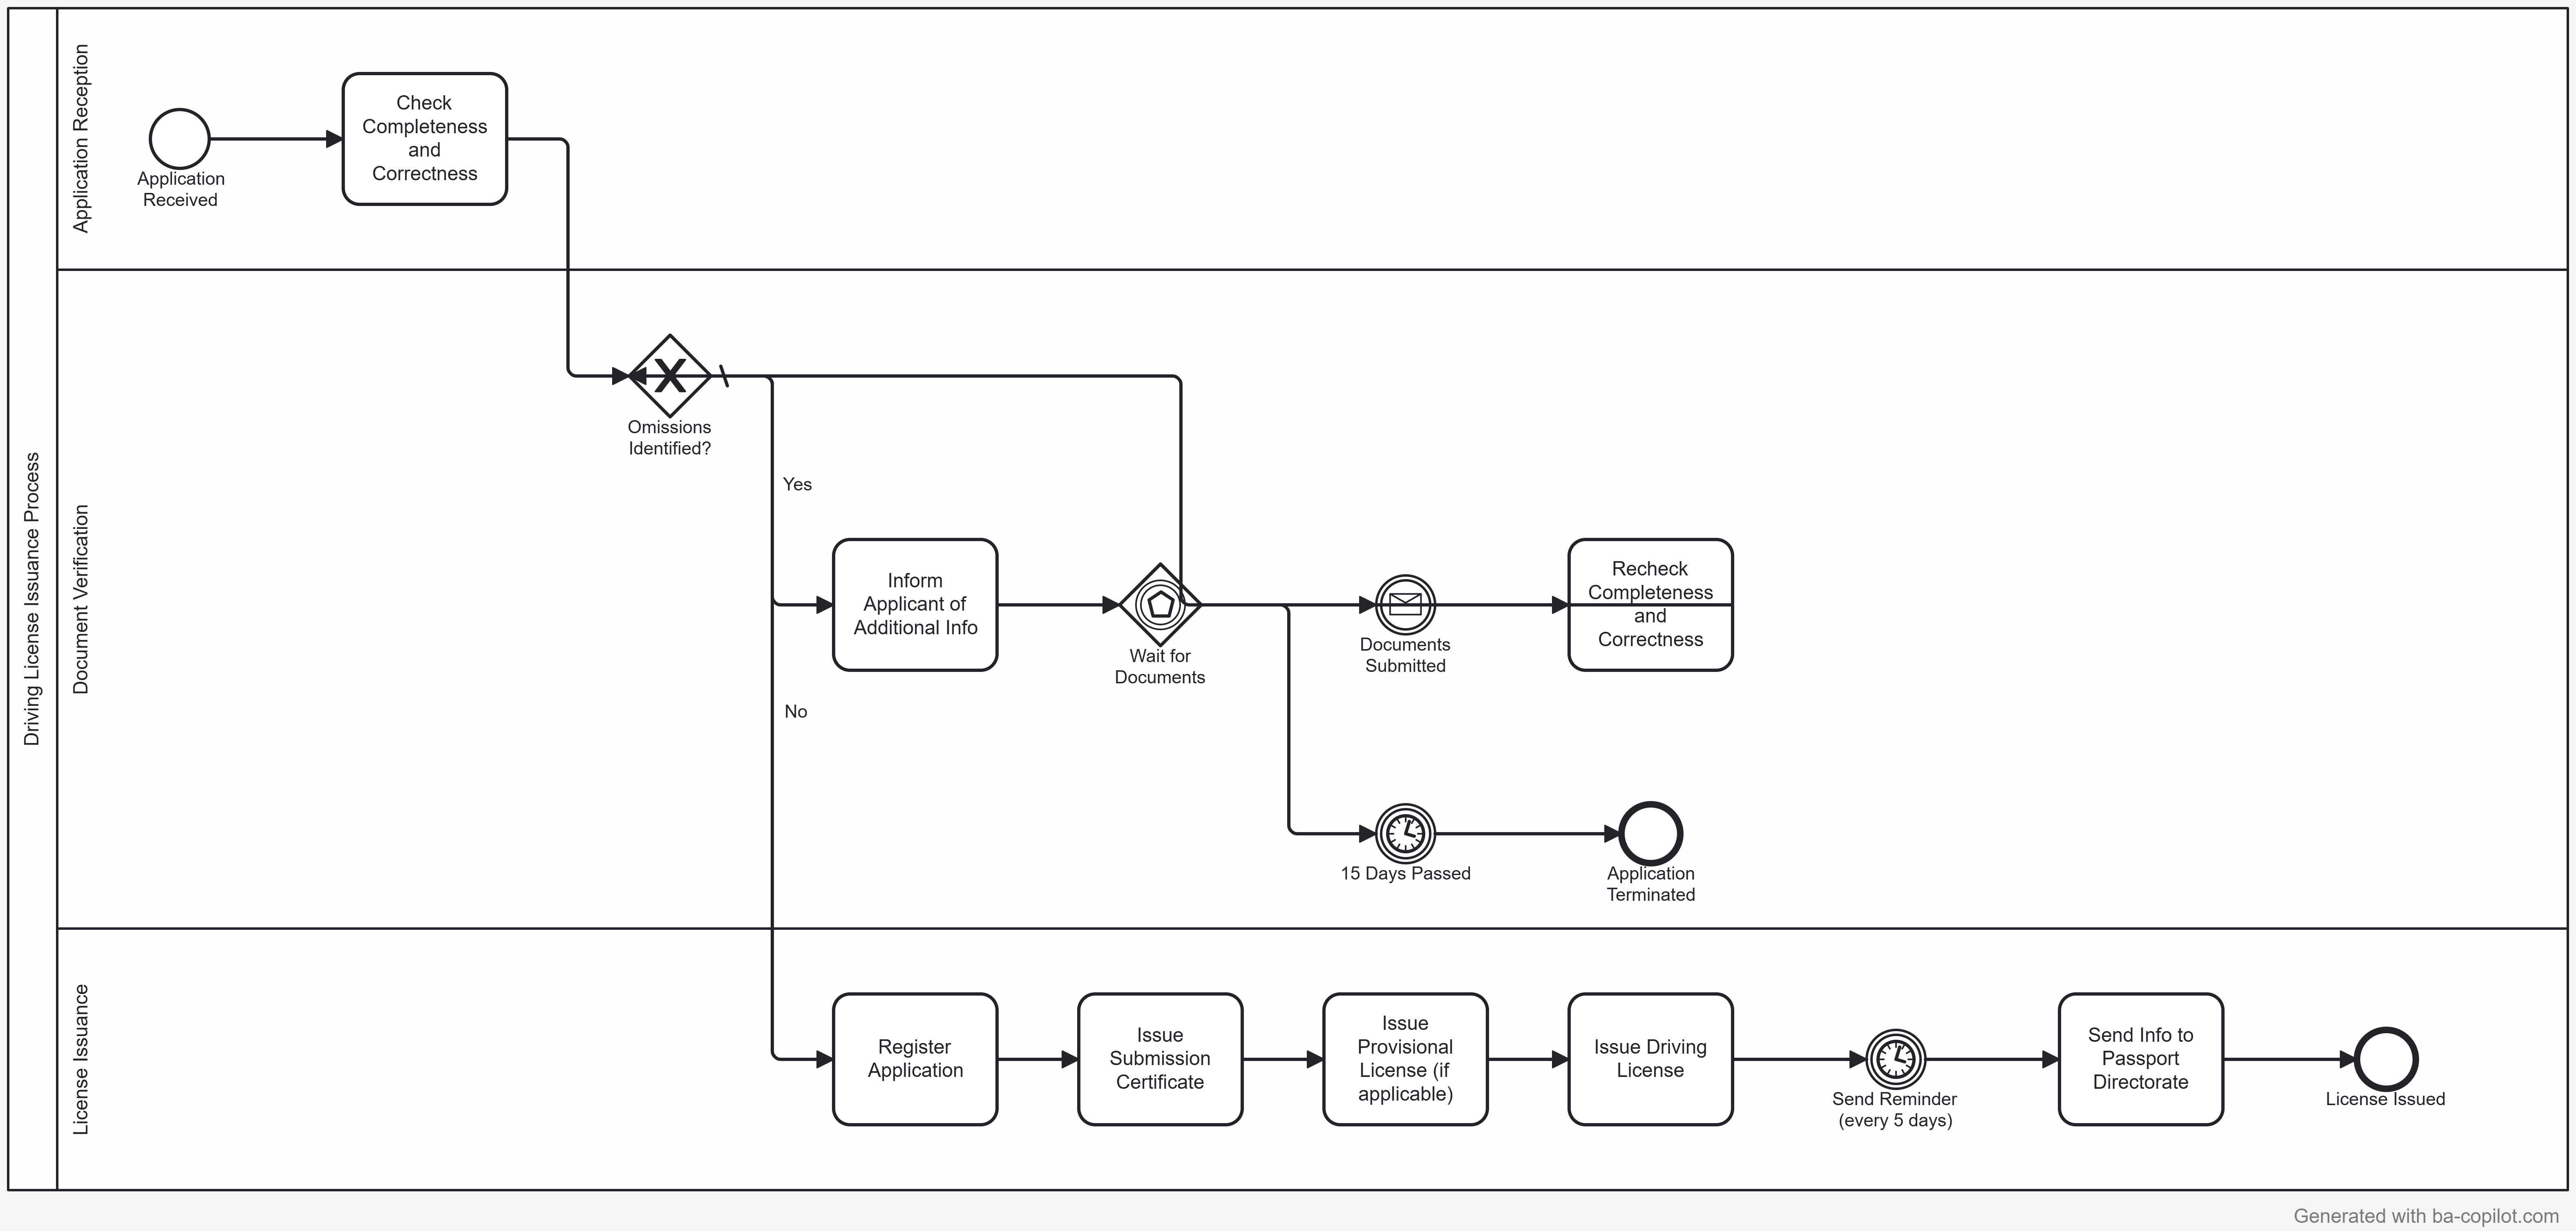 Driving License Issuance Process
Application Reception
Application
Received
Check
Completeness
and
Correctness
Document Verification
Omissions
Identified?
Yes
No
Inform
Applicant of
Additional Info
Wait for
Documents
Documents
Submitted
Recheck
Completeness
and
Correctness
15 Days Passed
Application
Terminated
License Issuance
Register
Application
Issue
Submission
Certificate
Issue
Provisional
License (if
applicable)
Issue Driving
License
Send Reminder
(every 5 days)
Send Info to
Passport
Directorate
License Issued
Generated with ba-copilot.com